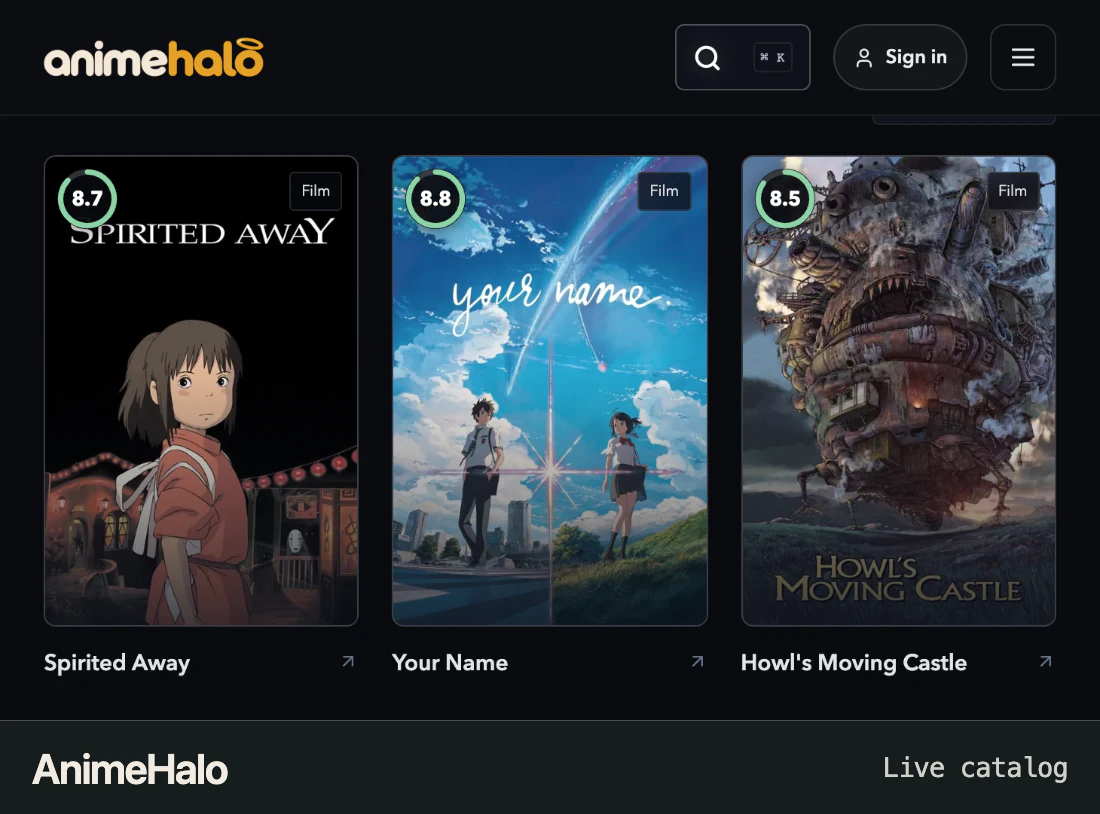 animehalo
⌘ K
Sign in
8.7
Film
SPIRITED AWAY
8.8
Film
your name.
8.5
Film
HOWL'S
MOVING CASTLE
Spirited Away
Your Name
Howl's Moving Castle
AnimeHalo
Live catalog